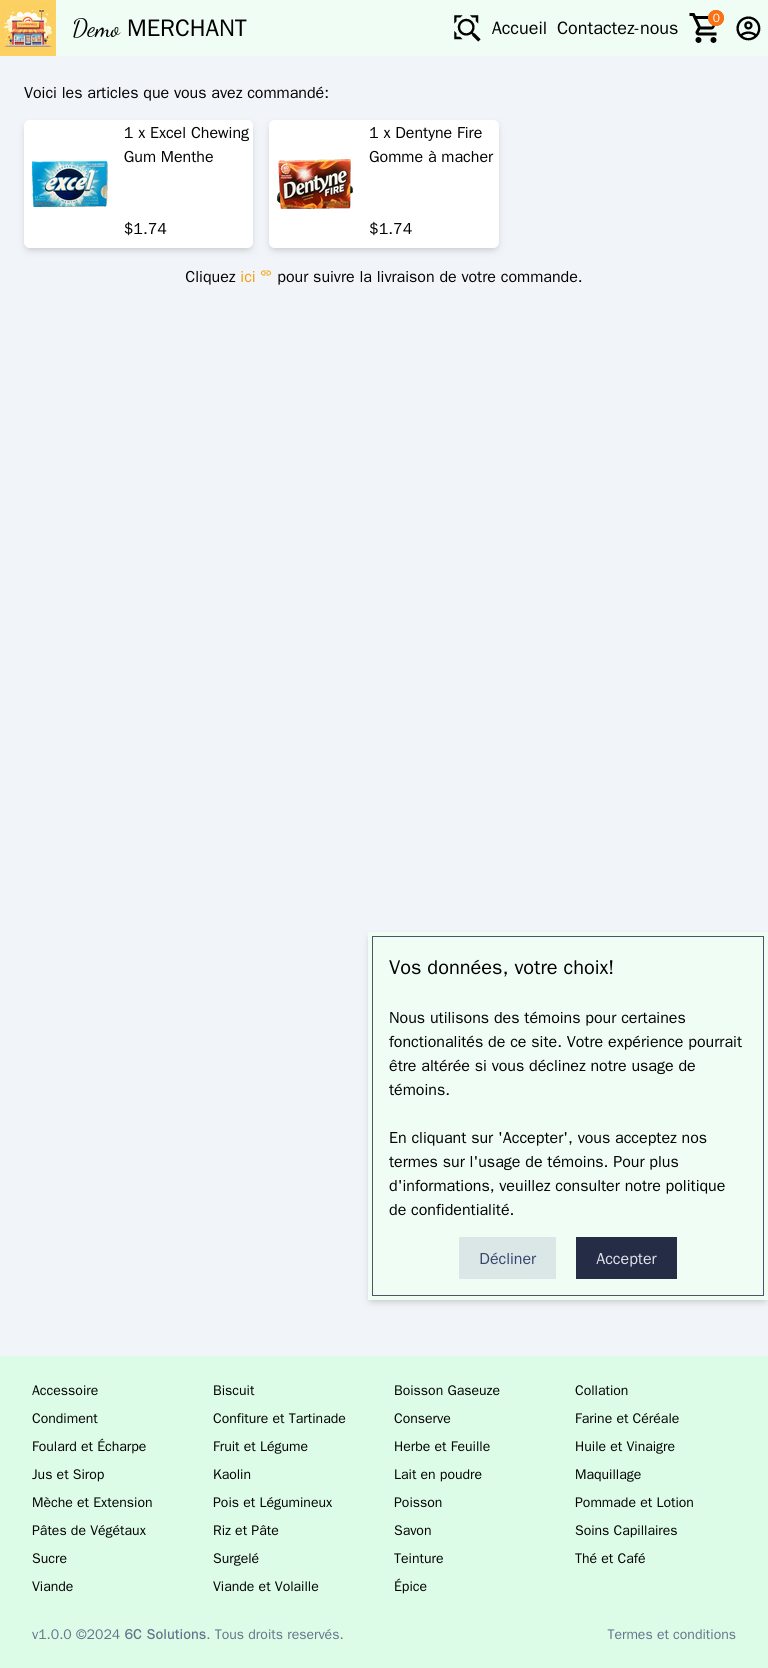 Demo MERCHANT
Accueil
Contactez-nous
0
Voici les articles que vous avez commandé:
excel
1 x Excel Chewing
Gum Menthe
$1.74
Dentyne
FIRE
1 x Dentyne Fire
Gomme à macher
$1.74
Cliquez ici pour suivre la livraison de votre commande.
Vos données, votre choix!
Nous utilisons des témoins pour certaines
fonctionalités de ce site. Votre expérience pourrait
être altérée si vous déclinez notre usage de
témoins.
En cliquant sur 'Accepter', vous acceptez nos
termes sur l'usage de témoins. Pour plus
d'informations, veuillez consulter notre politique
de confidentialité.
Décliner
Accepter
Accessoire
Biscuit
Boisson Gaseuze
Collation
Condiment
Confiture et Tartinade
Conserve
Farine et Céréale
Foulard et Écharpe
Fruit et Légume
Herbe et Feuille
Huile et Vinaigre
Jus et Sirop
Kaolin
Lait en poudre
Maquillage
Mèche et Extension
Pois et Légumineux
Poisson
Pommade et Lotion
Pâtes de Végétaux
Riz et Pâte
Savon
Soins Capillaires
Sucre
Surgelé
Teinture
Thé et Café
Viande
Viande et Volaille
Épice
v1.0.0 ©2024 6C Solutions. Tous droits reservés.
Termes et conditions